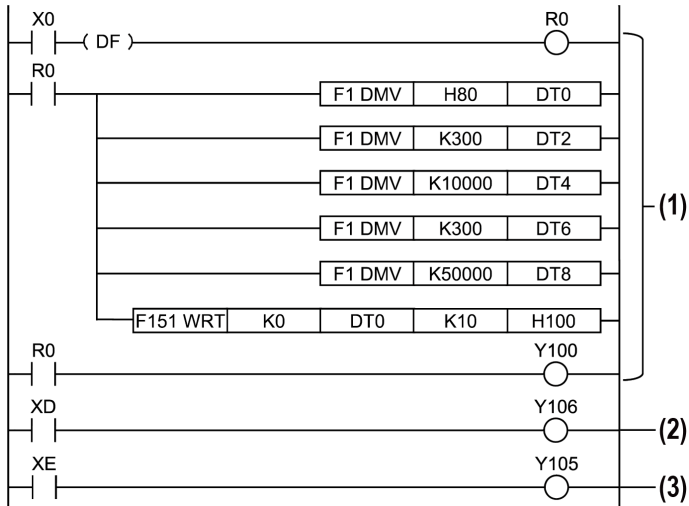 X0 R0
( DF )
R0
F1 DMV H80 DT0
F1 DMV K300 DT2
F1 DMV K10000 DT4
(1)
F1 DMV K300 DT6
F1 DMV K50000 DT8
F151 WRT K0 DT0 K10 H100
R0 Y100
XD Y106
(2)
XE Y105
(3)